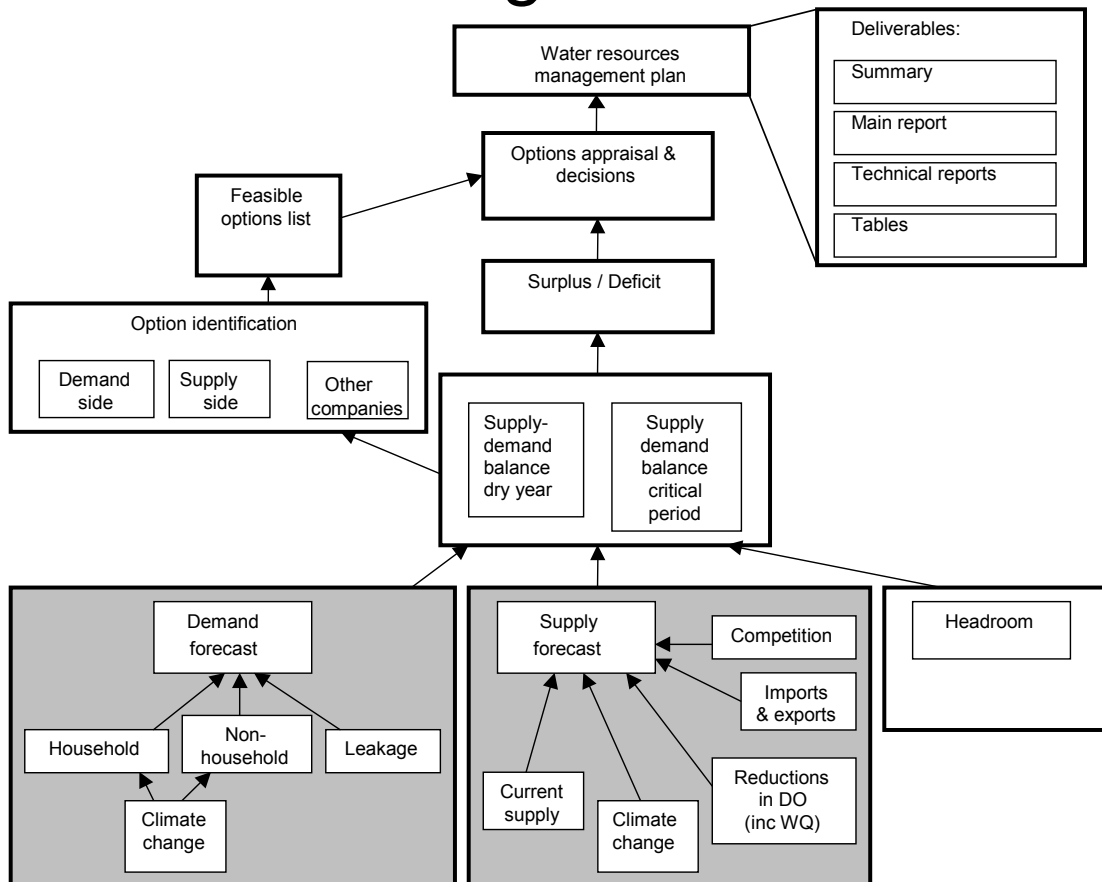 Water resources
management plan
Deliverables:
Summary
Main report
Technical reports
Tables
Options appraisal &
decisions
Feasible
options list
Surplus / Deficit
Option identification
Demand
side
Supply
side
Other
companies
Supply-
demand
balance
dry year
Supply
demand
balance
critical
period
Demand
forecast
Household
Non-
household
Leakage
Climate
change
Supply
forecast
Competition
Imports
& exports
Current
supply
Climate
change
Reductions
in DO
(inc WQ)
Headroom